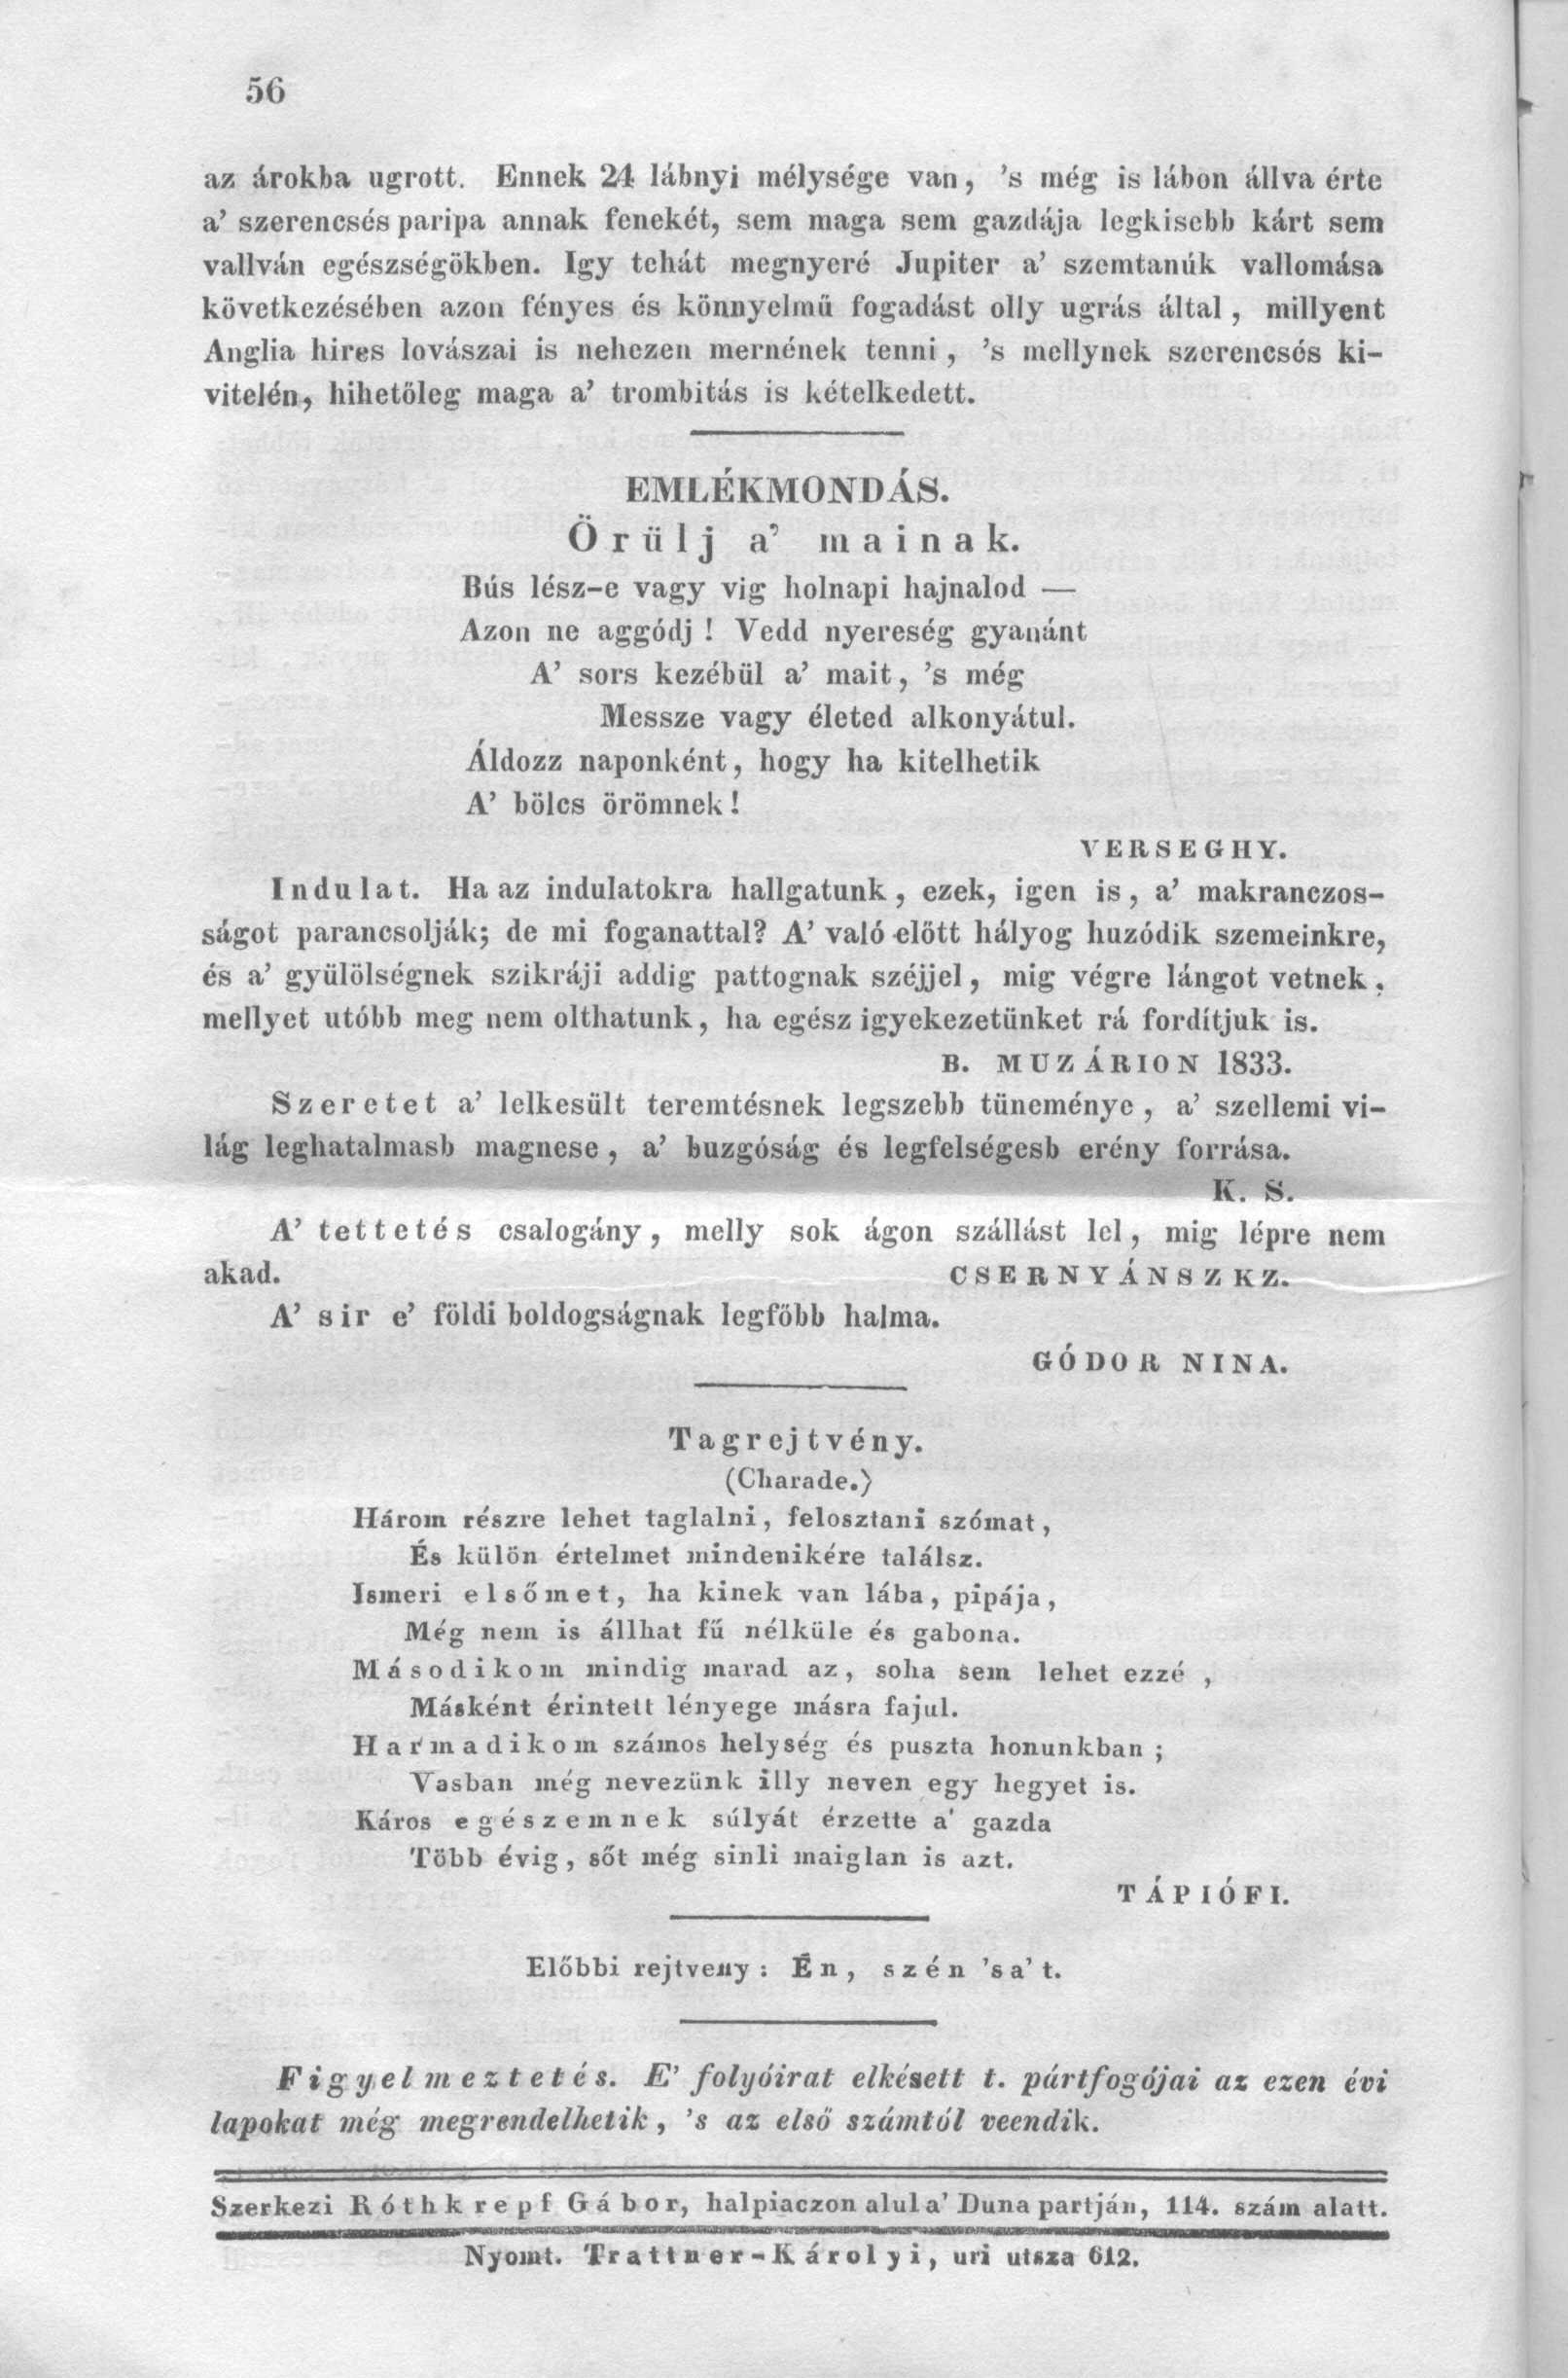 56
az árokba ugrott. Ennek 24 lábnyi mélysége van, 's még is lábon állva érte
a' szerencsés paripa annak fenekét, sem maga sem gazdája legkisebb kárt sem
vallván egészségökben. Igy tehát megnyeré Jupiter a' szemtanúk vallomása
következésében azon fényes és könnyelmű fogadást olly ugrás által, millyent
Anglia hires lovászai is nehezen mernének tenni, 's mellynek szerencsés ki-
vitelén, hihetőleg maga a' trombitás is kételkedett.
EMLÉKMONDÁS.
Örülj a' mainak.
Bús lész-e vagy vig holnapi hajnalod —
Azon ne aggódj! Vedd nyereség gyanánt
A' sors kezébül a' mait, 's még
Messze vagy életed alkonyátul.
Áldozz naponként, hogy ha kitelhetik
A' bölcs örömnek!
VERSEGHY.
Indulat. Ha az indulatokra hallgatunk, ezek, igen is, a' makranczos-
ságot parancsolják; de mi foganattal? A' való előtt hályog huzódik szemeinkre,
és a' gyülölségnek szikráji addig pattognak széjjel, mig végre lángot vetnek,
mellyet utóbb meg nem olthatunk, ha egész igyekezetünket rá fordítjuk is.
B. MUZÁRION 1833.
Szeretet a' lelkesült teremtésnek legszebb tüneménye, a' szellemi vi-
lág leghatalmasb magnese, a' buzgóság és legfelségesb erény forrása.
K. S.
A' tettetés csalogány, melly sok ágon szállást lel, mig lépre nem
akad. CSERNYÁNSZKZ.
A' sir e' földi boldogságnak legfőbb halma.
GÓDOR NINA.
Tagrejtvény.
(Charade.)
Három részre lehet taglalni, felosztani szómat,
És külön értelmet mindenikére találsz.
Ismeri elsőmet, ha kinek van lába, pipája,
Még nem is állhat fű nélküle és gabona.
Másodikom mindig marad az, soha sem lehet ezzé,
Másként érintett lényege másra fajul.
Harmadikom számos helység és puszta honunkban;
Vasban még nevezünk illy neven egy hegyet is.
Káros egészemnek súlyát érzette a' gazda
Több évig, sőt még sinli maiglan is azt.
TÁPIÓFI.
Előbbi rejtveny: Én, szén 'sa't.
Figyelmeztetés. E' folyóirat elkésett t. pártfogójai az ezen évi
lapokat még megrendelhetik, 's az első számtól veendik.
Szerkezi Róthkrepf Gábor, halpiaczon alul a' Duna partján, 114. szám alatt.
Nyomt. Trattner-Károlyi, uri utsza 612.